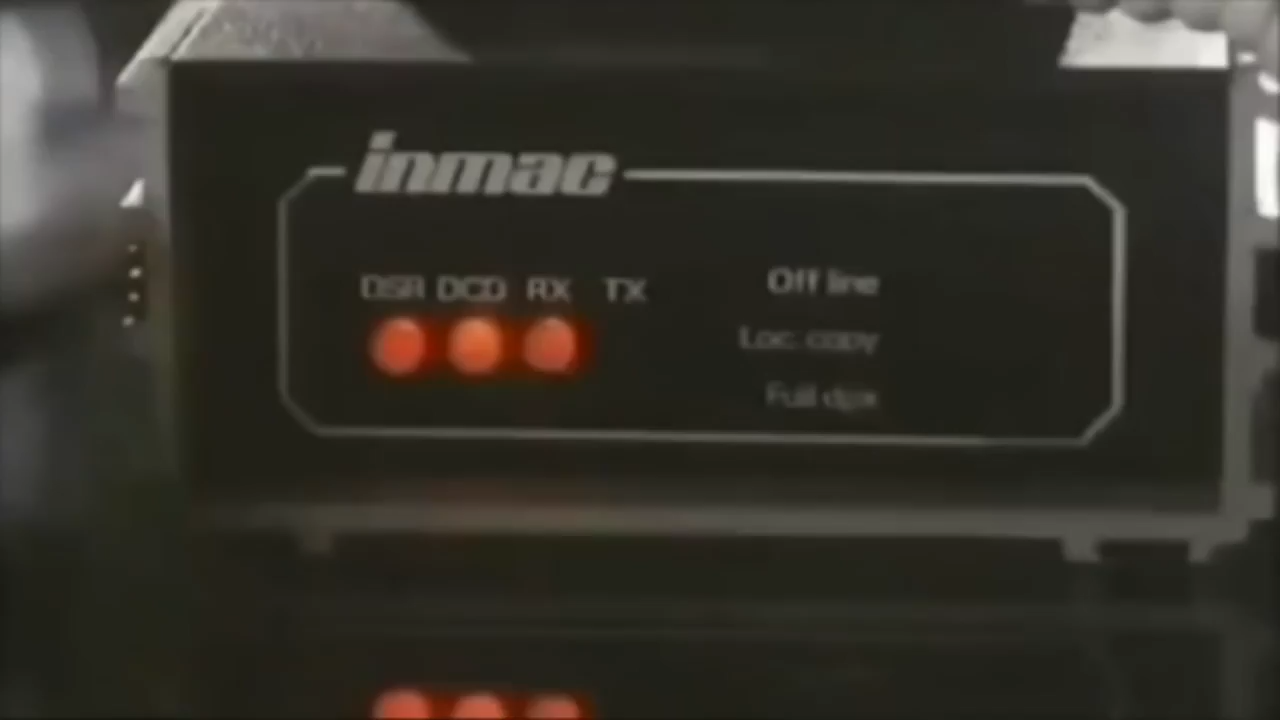 inmac
DSR DCD RX TX
Off line
Loc. copy
Full dpx